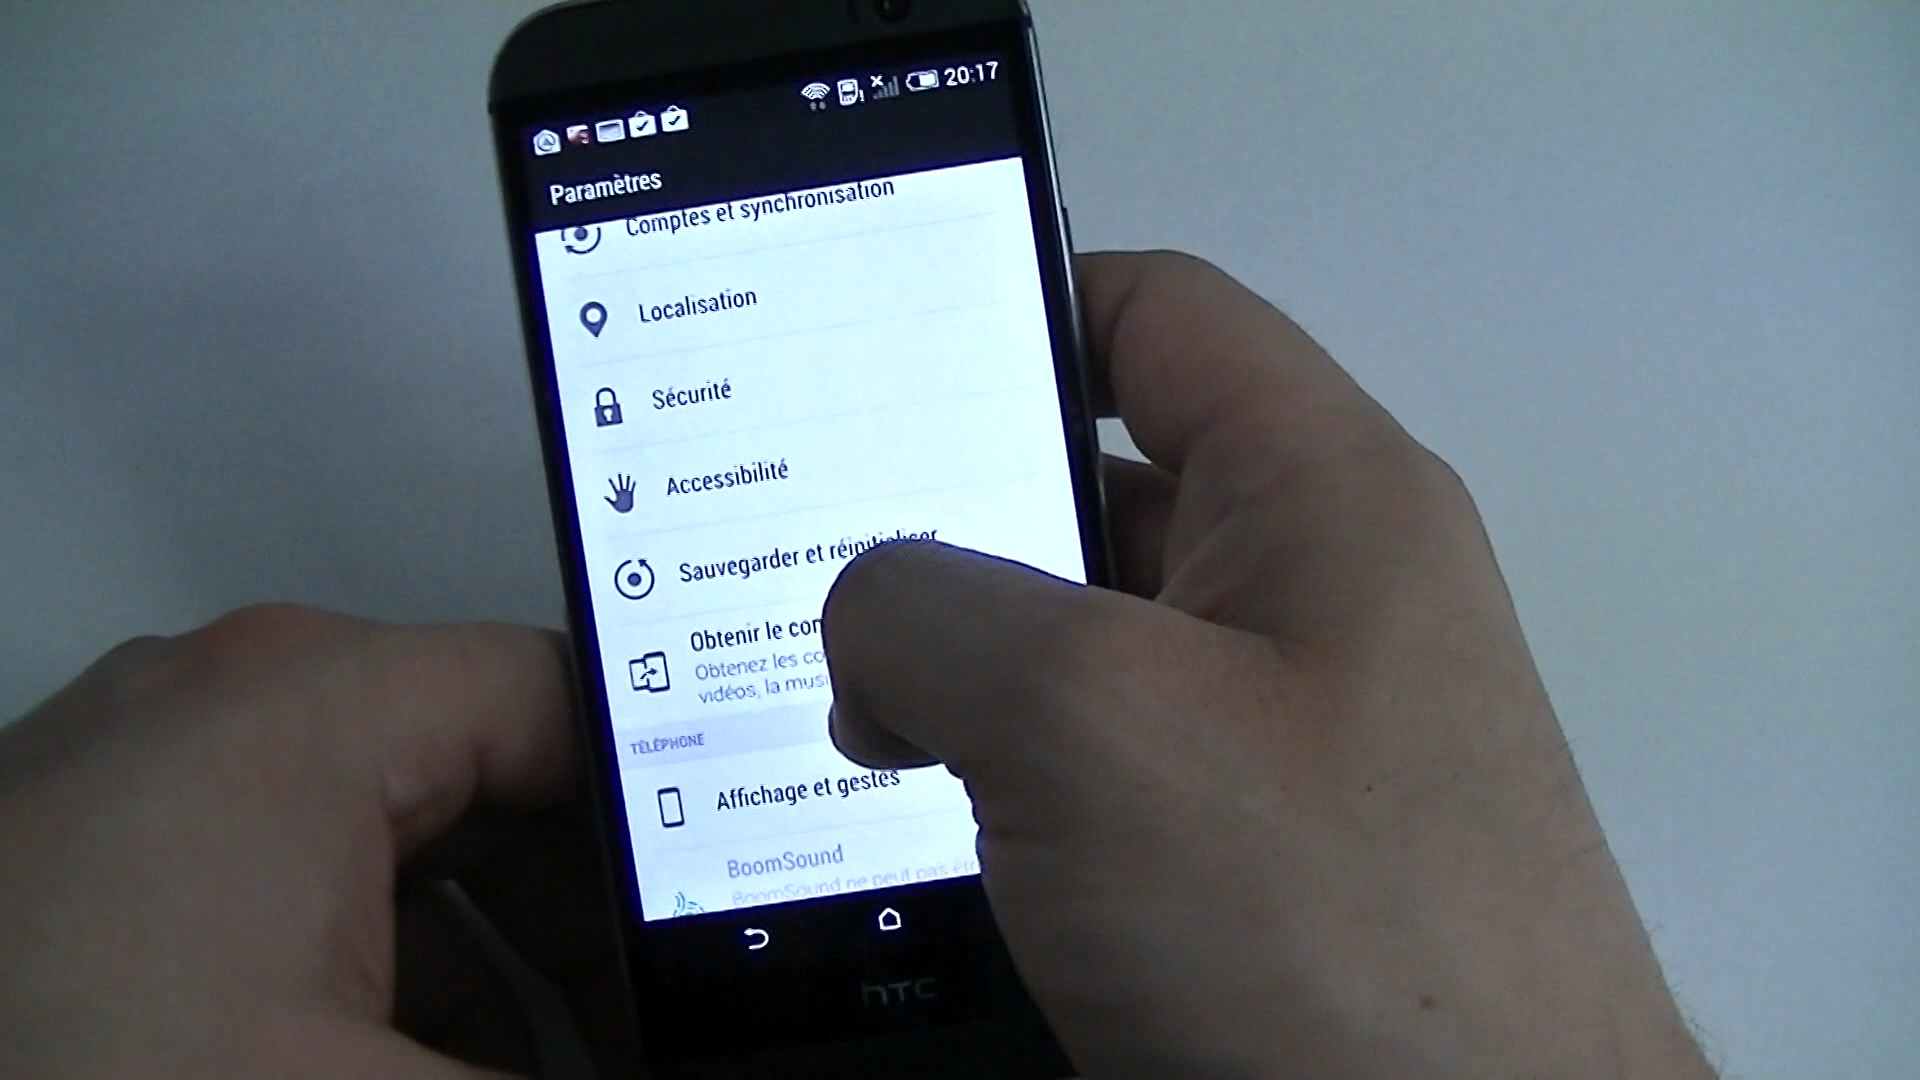 20:17
Paramètres
Comptes et synchronisation
Localisation
Sécurité
Accessibilité
Sauvegarder et réinitialiser
Obtenir le con
Obtenez les co
vidéos, la musi
TÉLÉPHONE
Affichage et gestes
BoomSound
BoomSound ne peut pas êtr
hTC